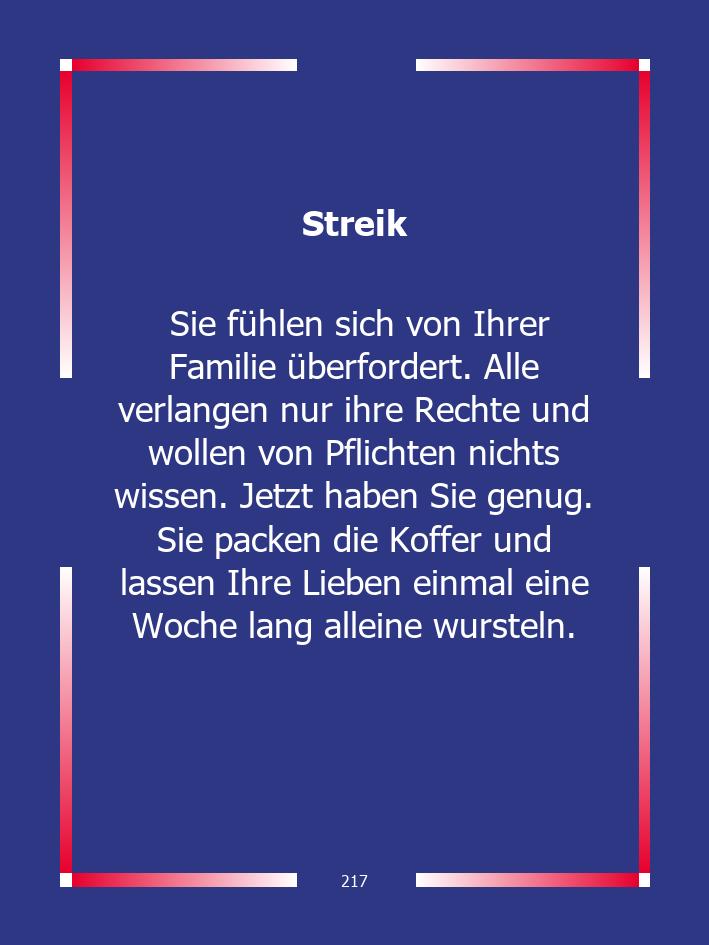 Streik
Sie fühlen sich von Ihrer
Familie überfordert. Alle
verlangen nur ihre Rechte und
wollen von Pflichten nichts
wissen. Jetzt haben Sie genug.
Sie packen die Koffer und
lassen Ihre Lieben einmal eine
Woche lang alleine wursteln.
217